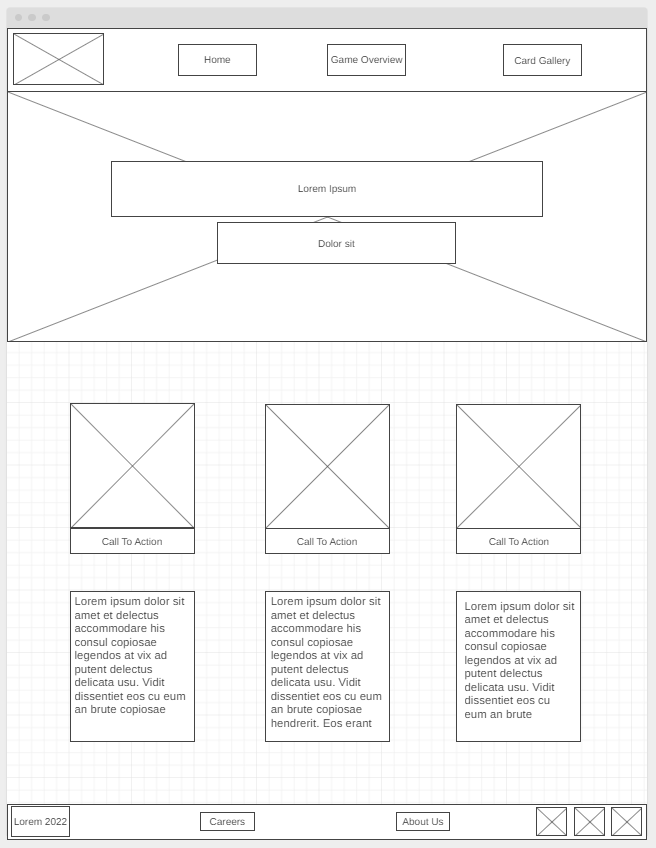 Home
Game Overview
Card Gallery
Lorem Ipsum
Dolor sit
Call To Action
Call To Action
Call To Action
Lorem ipsum dolor sit
amet et delectus
accommodare his
consul copiosae
legendos at vix ad
putent delectus
delicata usu. Vidit
dissentiet eos cu eum
an brute copiosae
Lorem ipsum dolor sit
amet et delectus
accommodare his
consul copiosae
legendos at vix ad
putent delectus
delicata usu. Vidit
dissentiet eos cu eum
an brute copiosae
hendrerit. Eos erant
Lorem ipsum dolor sit
amet et delectus
accommodare his
consul copiosae
legendos at vix ad
putent delectus
delicata usu. Vidit
dissentiet eos cu
eum an brute
Lorem 2022
Careers
About Us